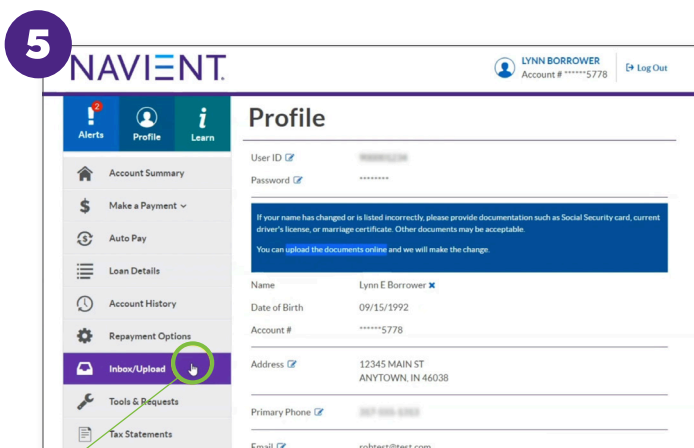 5
NAVIENT.
LYNN BORROWER
Account # ******5778
Log Out
2
Alerts
Profile
Learn
Account Summary
Make a Payment
Auto Pay
Loan Details
Account History
Repayment Options
Inbox/Upload
Tools & Requests
Tax Statements
Profile
User ID
Password ********
If your name has changed or is listed incorrectly, please provide documentation such as Social Security card, current
driver's license, or marriage certificate. Other documents may be acceptable.
You can upload the documents online and we will make the change.
Name Lynn E Borrower
Date of Birth 09/15/1992
Account # ******5778
Address 12345 MAIN ST
ANYTOWN, IN 46038
Primary Phone
Email robtest@test.com